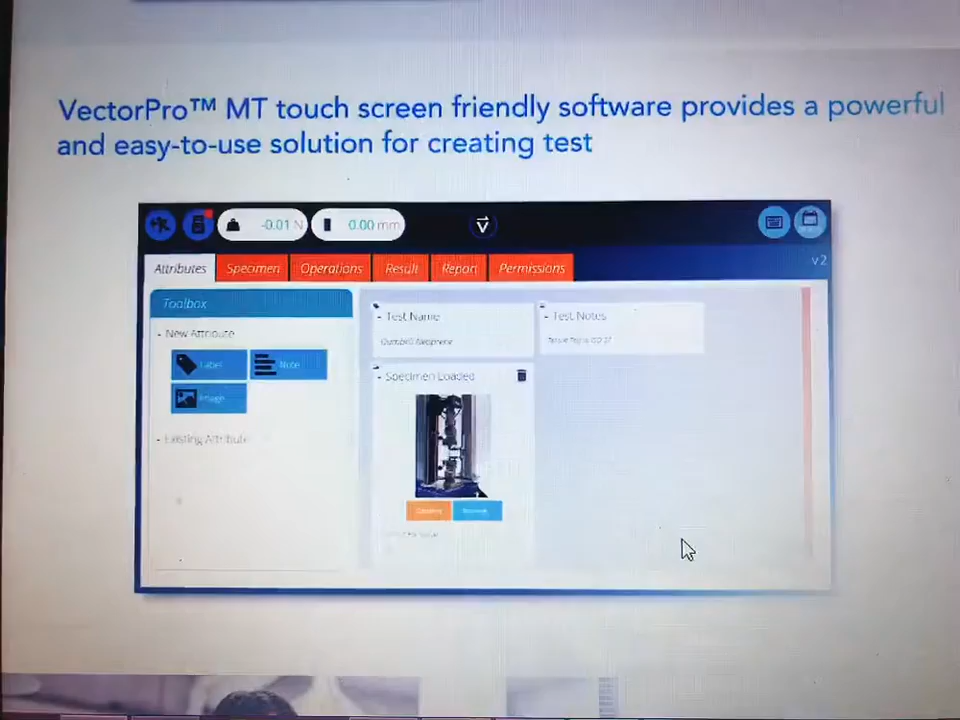 VectorPro™ MT touch screen friendly software provides a powerful
and easy-to-use solution for creating test
-0.01 N
0.00 mm
v2
Attributes
Specimen
Operations
Result
Report
Permissions
Toolbox
- New Attribute
Label
Note
Image
- Existing Attribute
- Test Name
- Test Notes
- Specimen Loaded